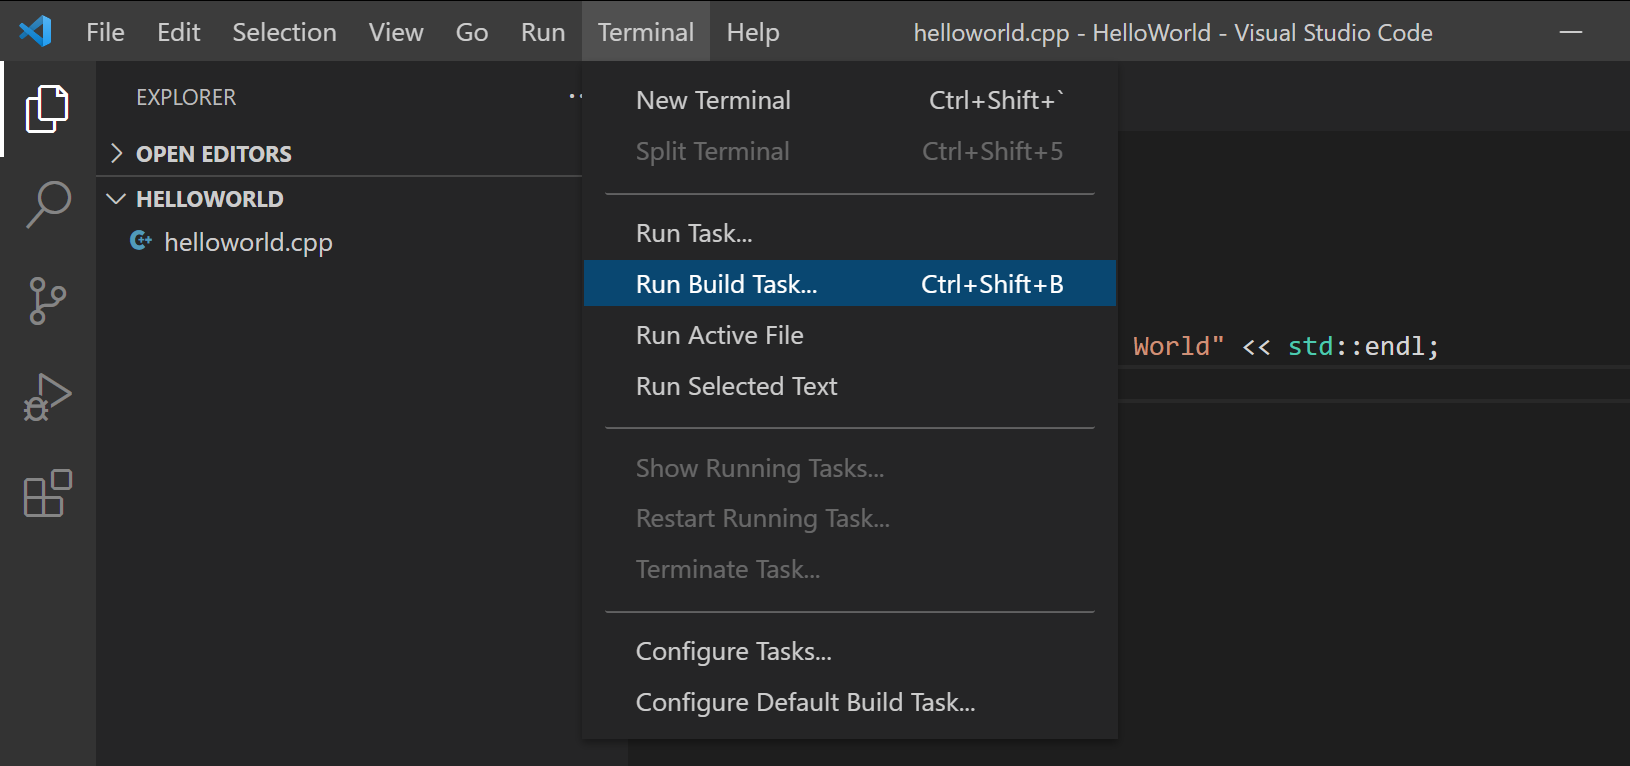 File Edit Selection View Go Run Terminal Help helloworld.cpp - HelloWorld - Visual Studio Code
EXPLORER
OPEN EDITORS
HELLOWORLD
helloworld.cpp
New Terminal Ctrl+Shift+`
Split Terminal Ctrl+Shift+5
Run Task...
Run Build Task... Ctrl+Shift+B
Run Active File
Run Selected Text
Show Running Tasks...
Restart Running Task...
Terminate Task...
Configure Tasks...
Configure Default Build Task...
World" << std::endl;